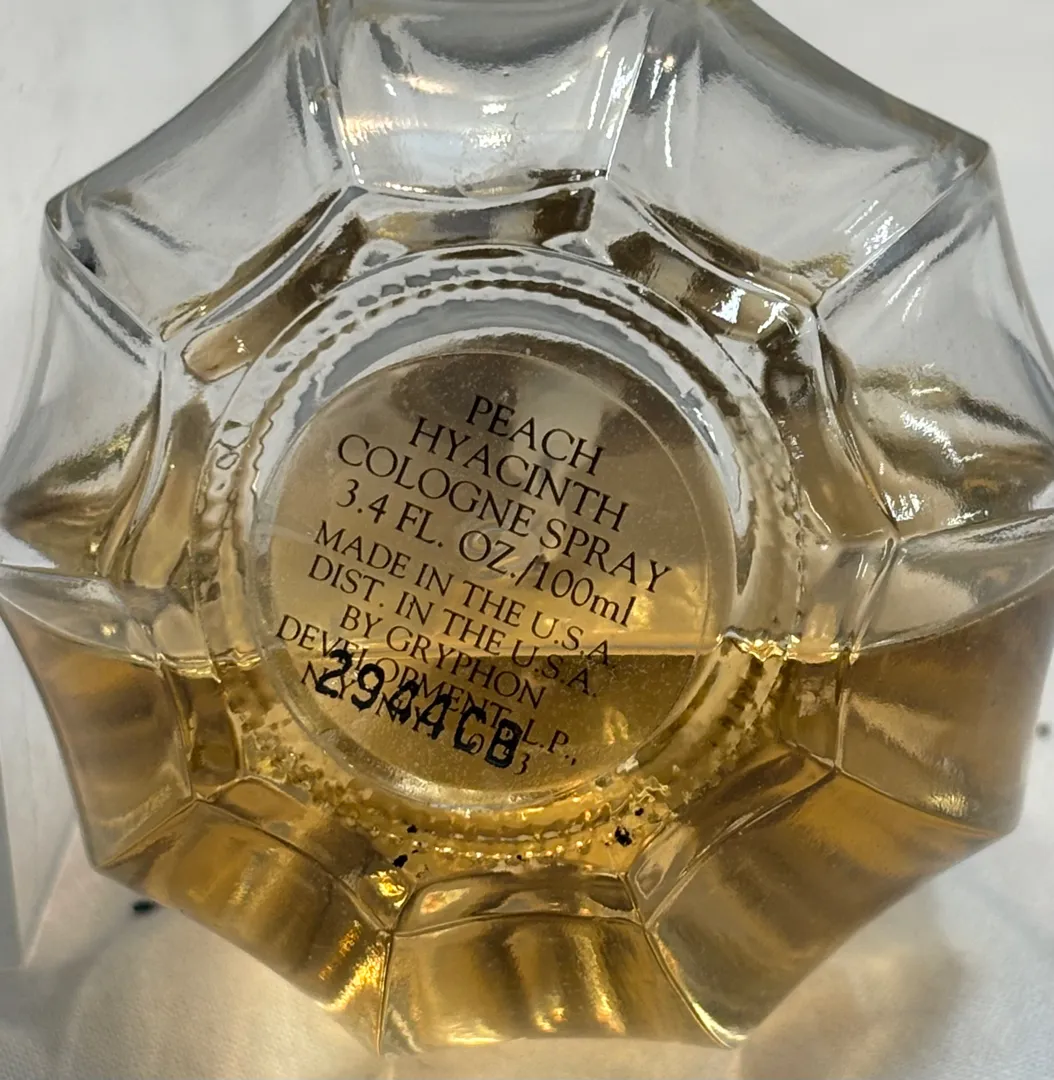 PEACH
HYACINTH
COLOGNE SPRAY
3.4 FL. OZ./100ml
MADE IN THE U.S.A
DIST. IN THE U.S.A.
BY GRYPHON
DEVELOPMENT, L.P.,
2944CB